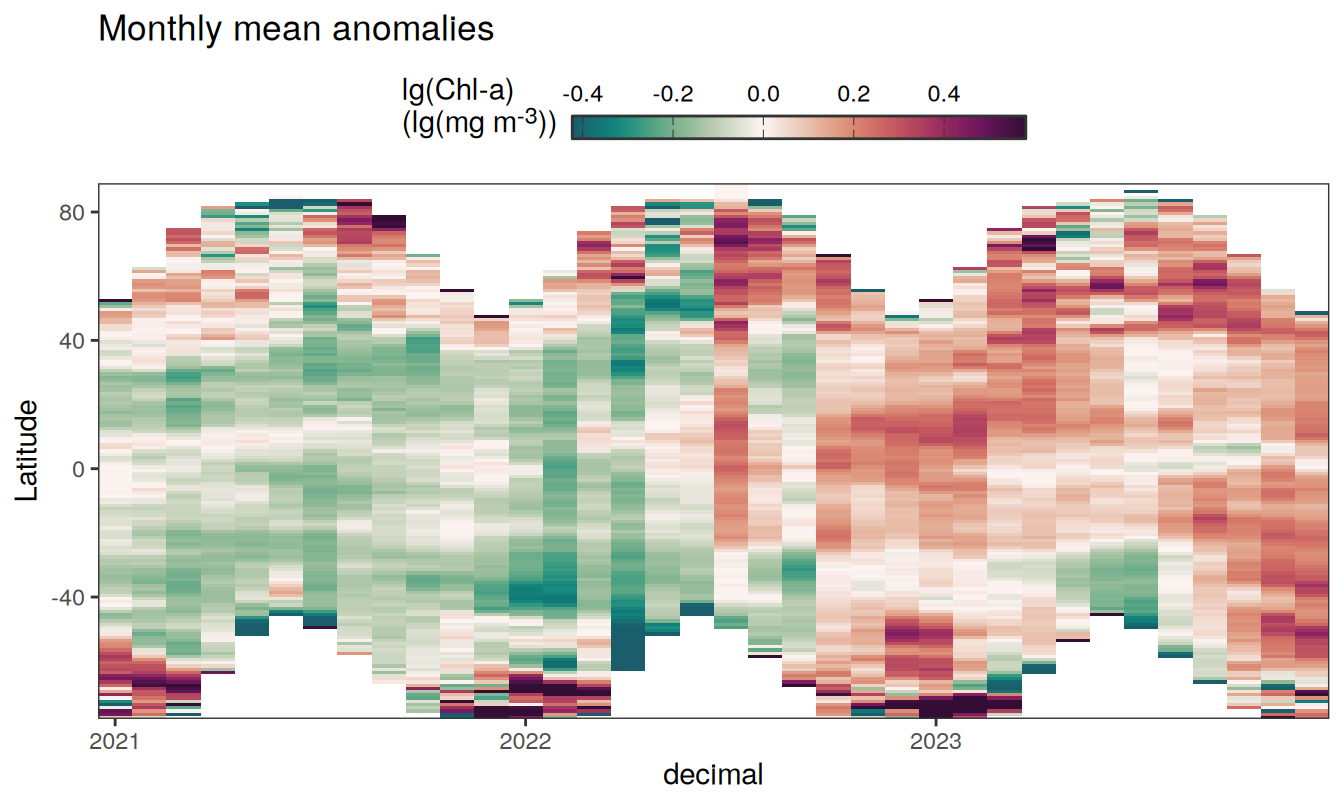 Monthly mean anomalies
lg(Chl-a)
(lg(mg m-3))
-0.4 -0.2 0.0 0.2 0.4
80
40
0
-40
Latitude
2021 2022 2023
decimal